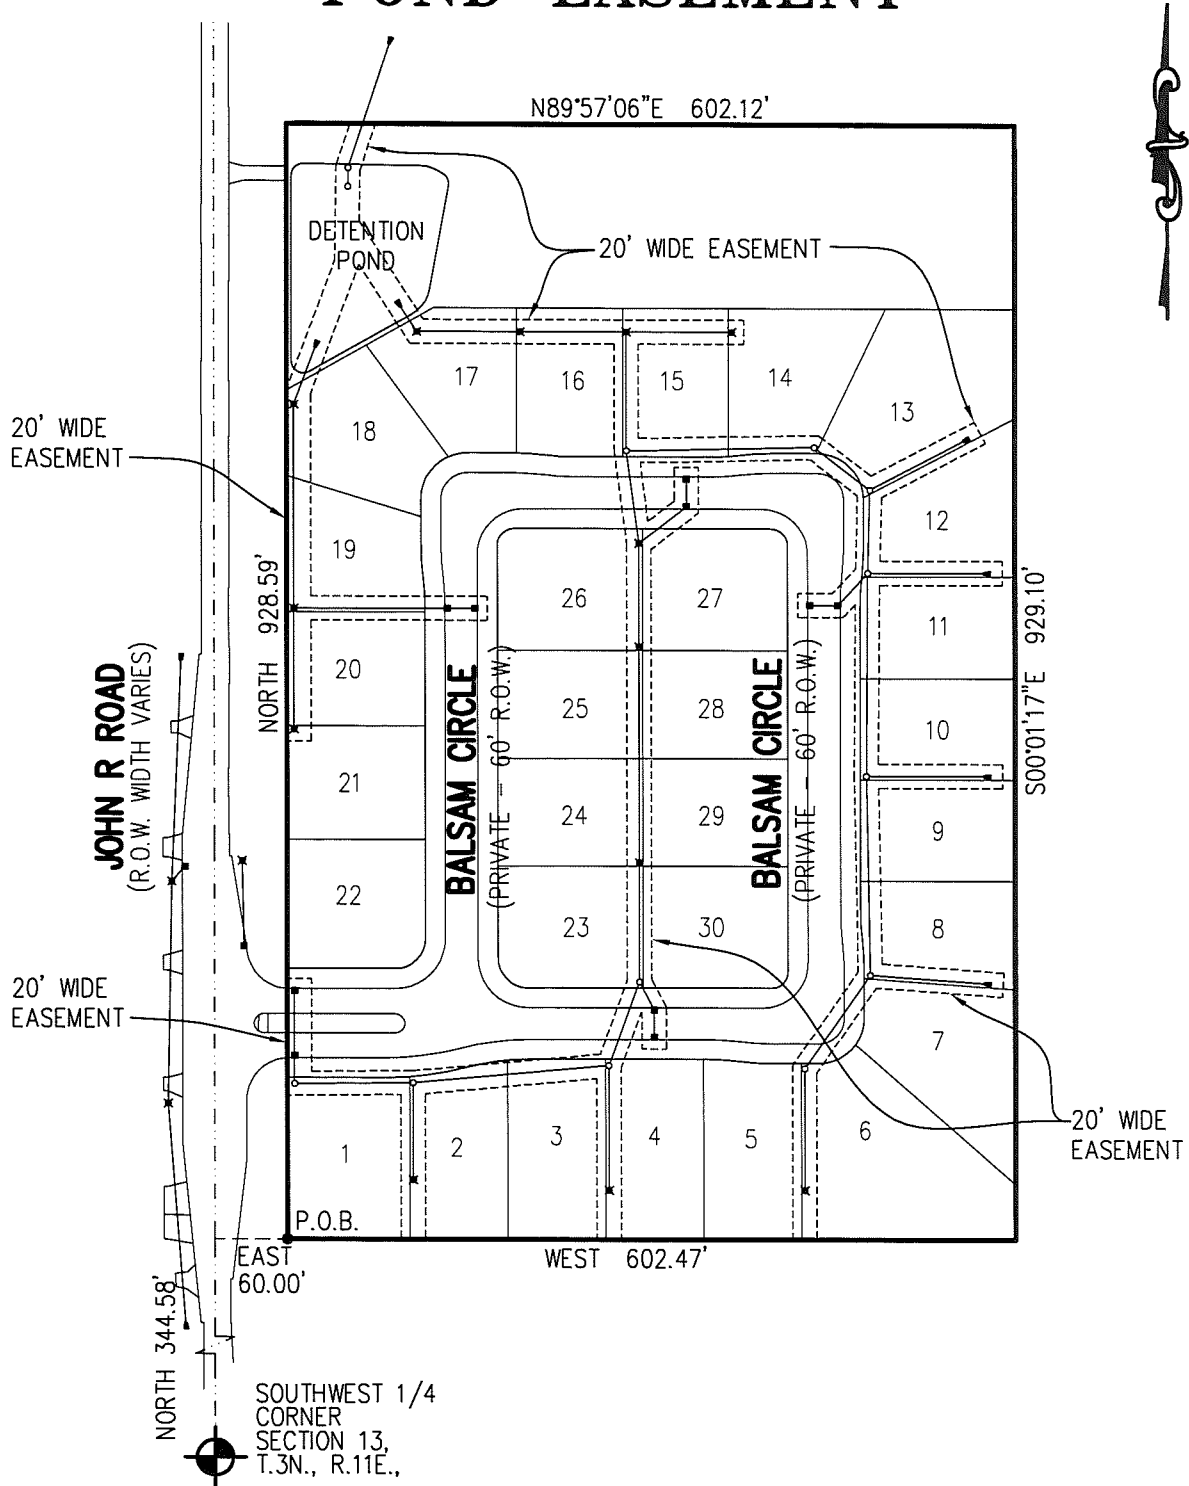 POND EASEMENT
N89°57'06"E 602.12'
DETENTION
POND
20' WIDE EASEMENT
17
16
15
14
13
18
20' WIDE
EASEMENT
12
19
NORTH 928.59'
26
27
11
S00°01'17"E 929.10'
JOHN R ROAD
(R.O.W. WIDTH VARIES)
20
BALSAM CIRCLE
(PRIVATE - 60' R.O.W.)
25
28
BALSAM CIRCLE
(PRIVATE - 60' R.O.W.)
10
21
24
29
9
22
23
30
8
20' WIDE
EASEMENT
7
1
2
3
4
5
6
20' WIDE
EASEMENT
P.O.B.
EAST
60.00'
WEST 602.47'
NORTH 344.58'
SOUTHWEST 1/4
CORNER
SECTION 13,
T.3N., R.11E.,